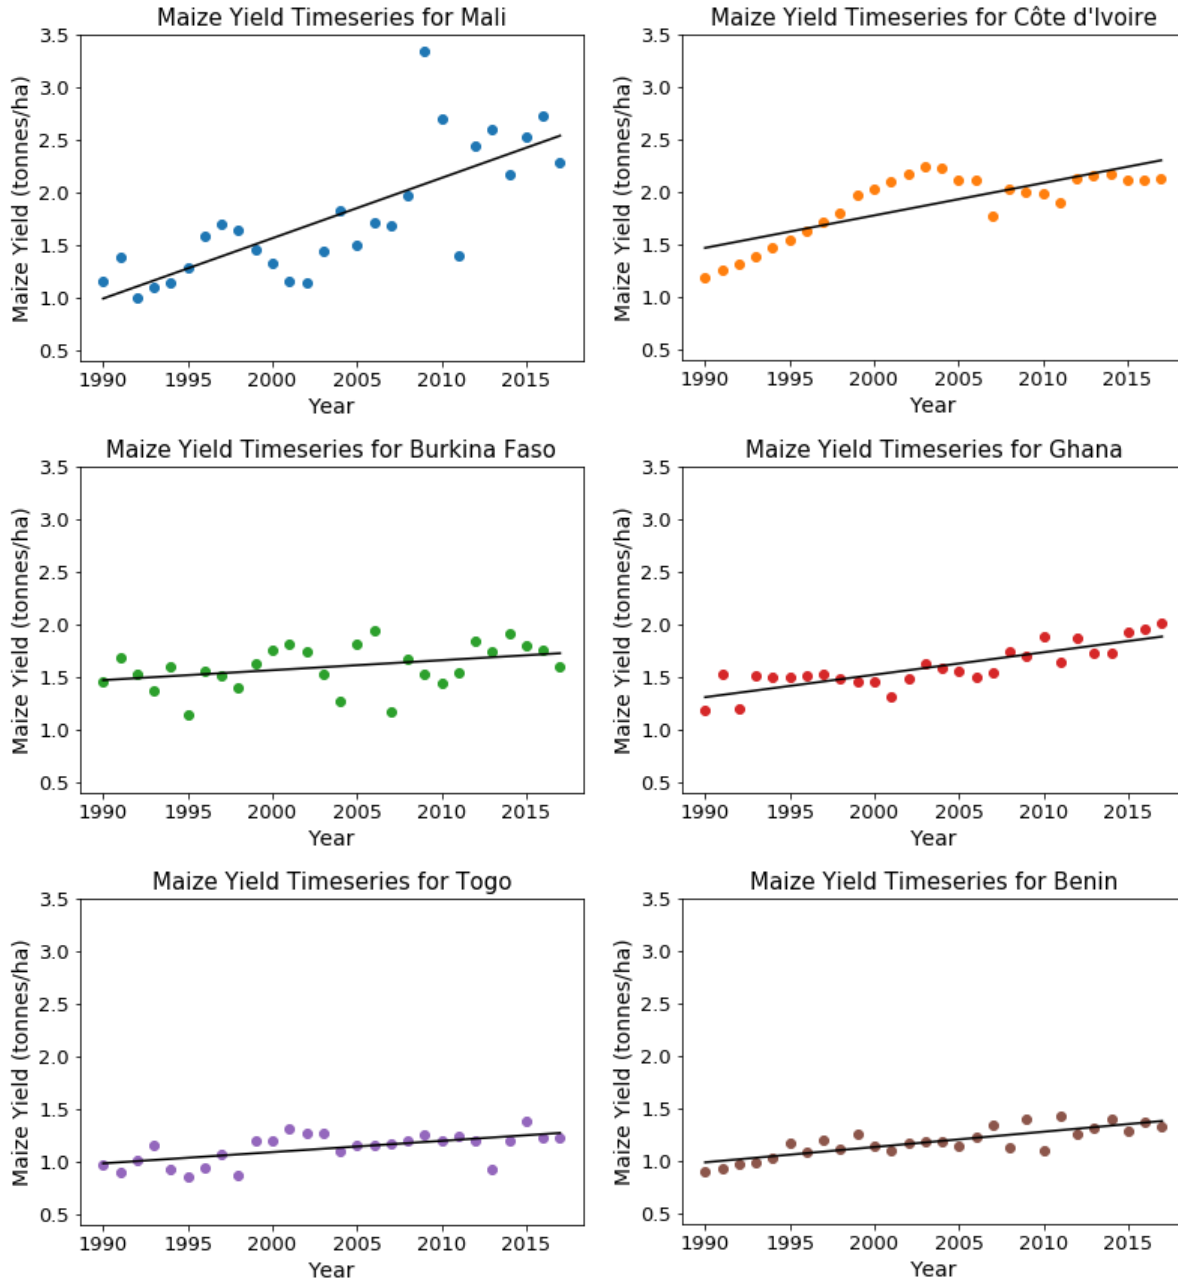 Maize Yield Timeseries for Mali
Maize Yield (tonnes/ha)
3.5
3.0
2.5
2.0
1.5
1.0
0.5
1990 1995 2000 2005 2010 2015
Year
Maize Yield Timeseries for Côte d'Ivoire
Maize Yield (tonnes/ha)
3.5
3.0
2.5
2.0
1.5
1.0
0.5
1990 1995 2000 2005 2010 2015
Year
Maize Yield Timeseries for Burkina Faso
Maize Yield (tonnes/ha)
3.5
3.0
2.5
2.0
1.5
1.0
0.5
1990 1995 2000 2005 2010 2015
Year
Maize Yield Timeseries for Ghana
Maize Yield (tonnes/ha)
3.5
3.0
2.5
2.0
1.5
1.0
0.5
1990 1995 2000 2005 2010 2015
Year
Maize Yield Timeseries for Togo
Maize Yield (tonnes/ha)
3.5
3.0
2.5
2.0
1.5
1.0
0.5
1990 1995 2000 2005 2010 2015
Year
Maize Yield Timeseries for Benin
Maize Yield (tonnes/ha)
3.5
3.0
2.5
2.0
1.5
1.0
0.5
1990 1995 2000 2005 2010 2015
Year